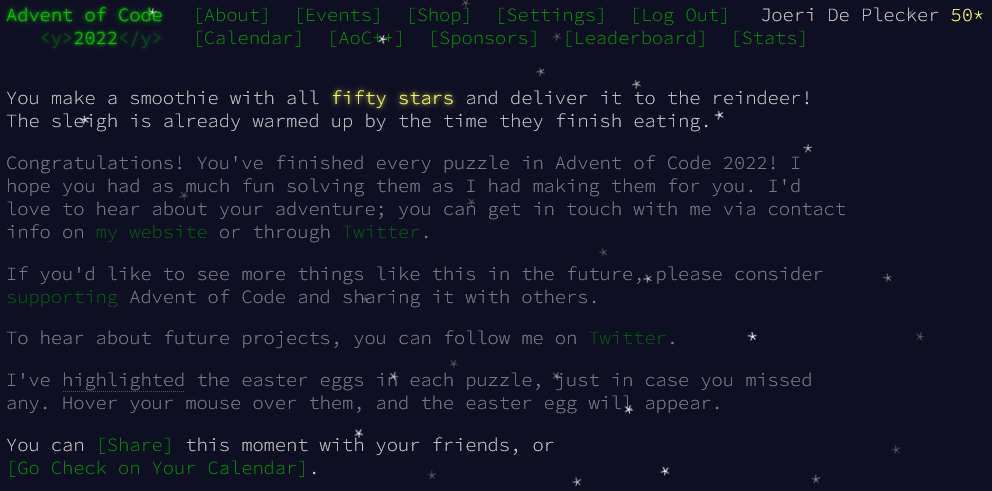 Advent of Code [About] [Events] [Shop] [Settings] [Log Out] Joeri De Plecker 50*
<y>2022</y> [Calendar] [AoC++] [Sponsors] [Leaderboard] [Stats]
You make a smoothie with all fifty stars and deliver it to the reindeer!
The sleigh is already warmed up by the time they finish eating.
Congratulations! You've finished every puzzle in Advent of Code 2022! I
hope you had as much fun solving them as I had making them for you. I'd
love to hear about your adventure; you can get in touch with me via contact
info on my website or through Twitter.
If you'd like to see more things like this in the future, please consider
supporting Advent of Code and sharing it with others.
To hear about future projects, you can follow me on Twitter.
I've highlighted the easter eggs in each puzzle, just in case you missed
any. Hover your mouse over them, and the easter egg will appear.
You can [Share] this moment with your friends, or
[Go Check on Your Calendar].